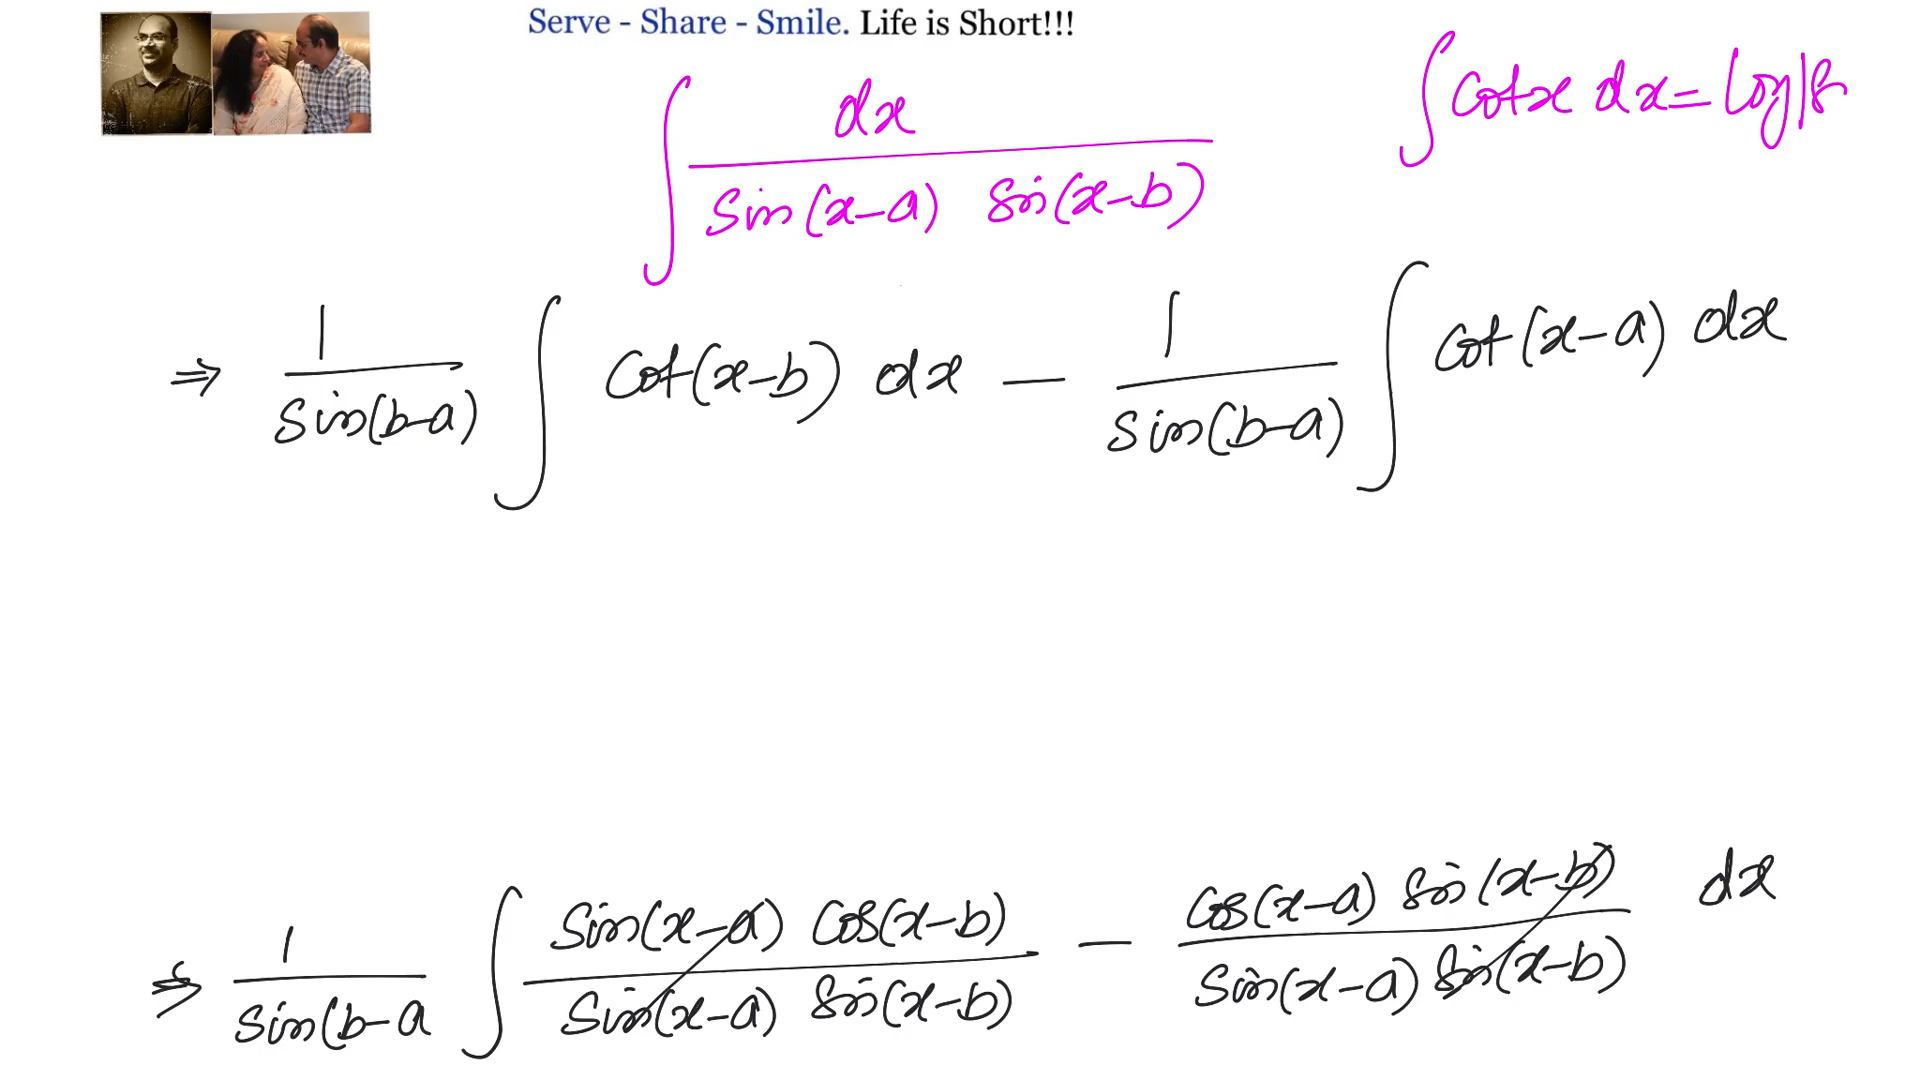 Serve - Share - Smile. Life is Short!!!
∫ dx / Sin(x-a) Sin(x-b)
∫ Cotx dx = Log|S
⇒ 1 / Sin(b-a) ∫ Cot(x-b) dx — 1 / Sin(b-a) ∫ Cot(x-a) dx
⇒ 1 / Sin(b-a ∫ Sin(x-a) Cos(x-b) / Sin(x-a) Sin(x-b) — Cos(x-a) Sin(x-b) / Sin(x-a) Sin(x-b) dx